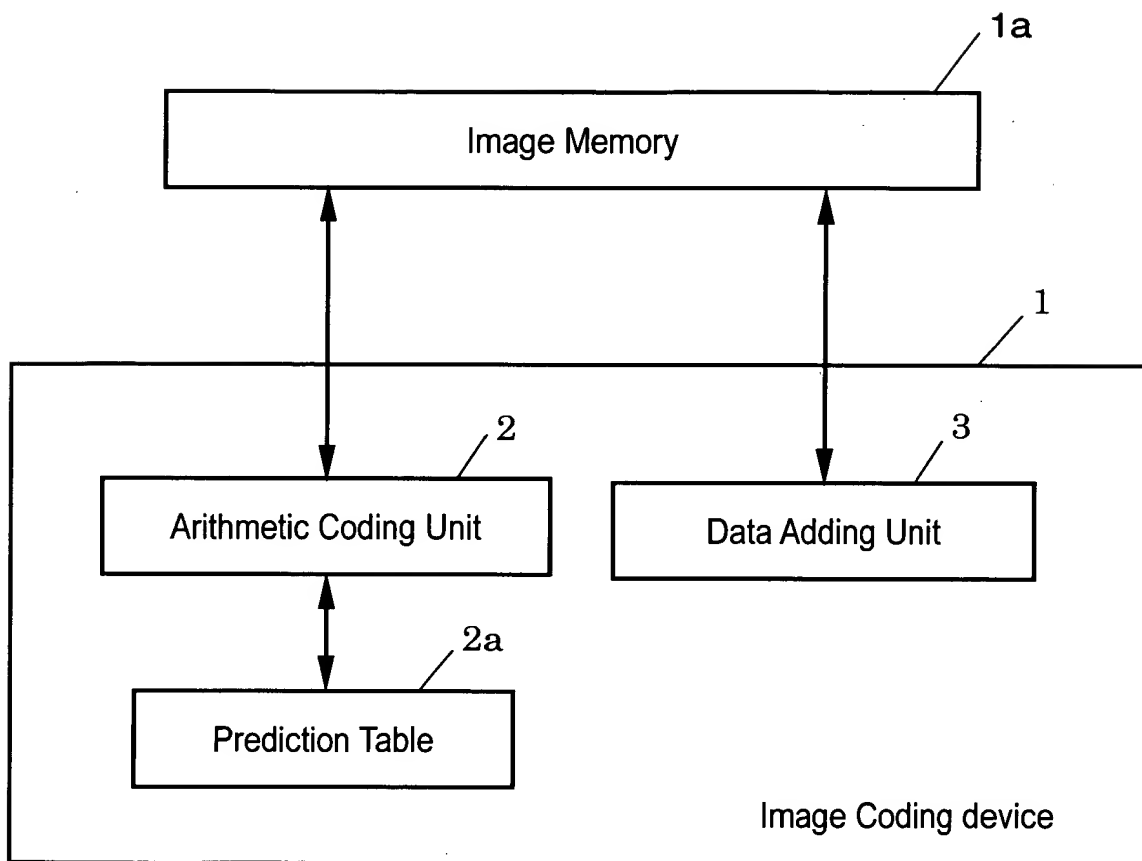 1a
Image Memory
1
2
Arithmetic Coding Unit
3
Data Adding Unit
2a
Prediction Table
Image Coding device